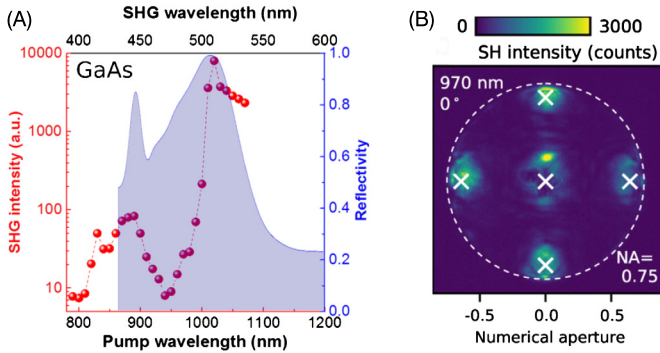 (A)
SHG wavelength (nm)
400 450 500 550 600
GaAs
SHG intensity (a.u.)
10000
1000
100
10
Reflectivity
1.0
0.8
0.6
0.4
0.2
0.0
800 900 1000 1100 1200
Pump wavelength (nm)
(B)
0 3000
SH intensity (counts)
970 nm
0°
NA=
0.75
-0.5 0.0 0.5
Numerical aperture